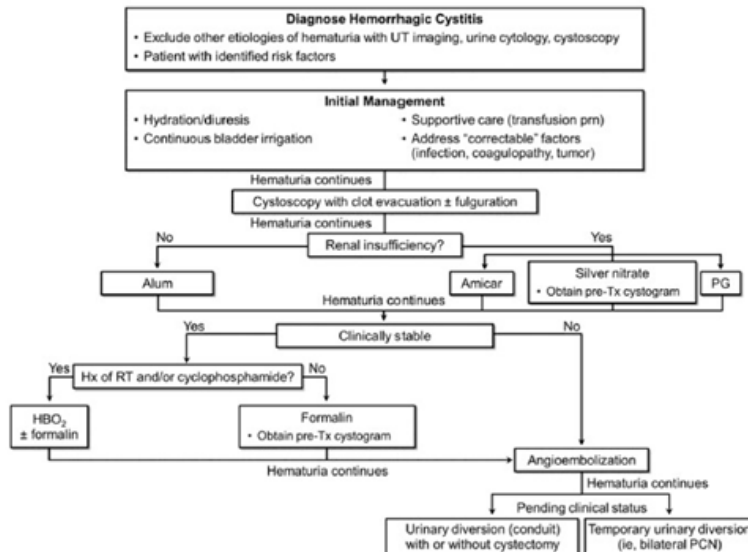 Diagnose Hemorrhagic Cystitis
• Exclude other etiologies of hematuria with UT imaging, urine cytology, cystoscopy
• Patient with identified risk factors
Initial Management
• Hydration/diuresis
• Continuous bladder irrigation
• Supportive care (transfusion prn)
• Address “correctable” factors
(infection, coagulopathy, tumor)
Hematuria continues
Cystoscopy with clot evacuation ± fulguration
Hematuria continues
No
Renal insufficiency?
Yes
Alum
Amicar
Silver nitrate
• Obtain pre-Tx cystogram
PG
Hematuria continues
Yes
Clinically stable
No
Yes
Hx of RT and/or cyclophosphamide?
No
HBO₂
± formalin
Formalin
• Obtain pre-Tx cystogram
Hematuria continues
Angioembolization
Hematuria continues
Pending clinical status
Urinary diversion (conduit)
with or without cystectomy
Temporary urinary diversion
(ie, bilateral PCN)